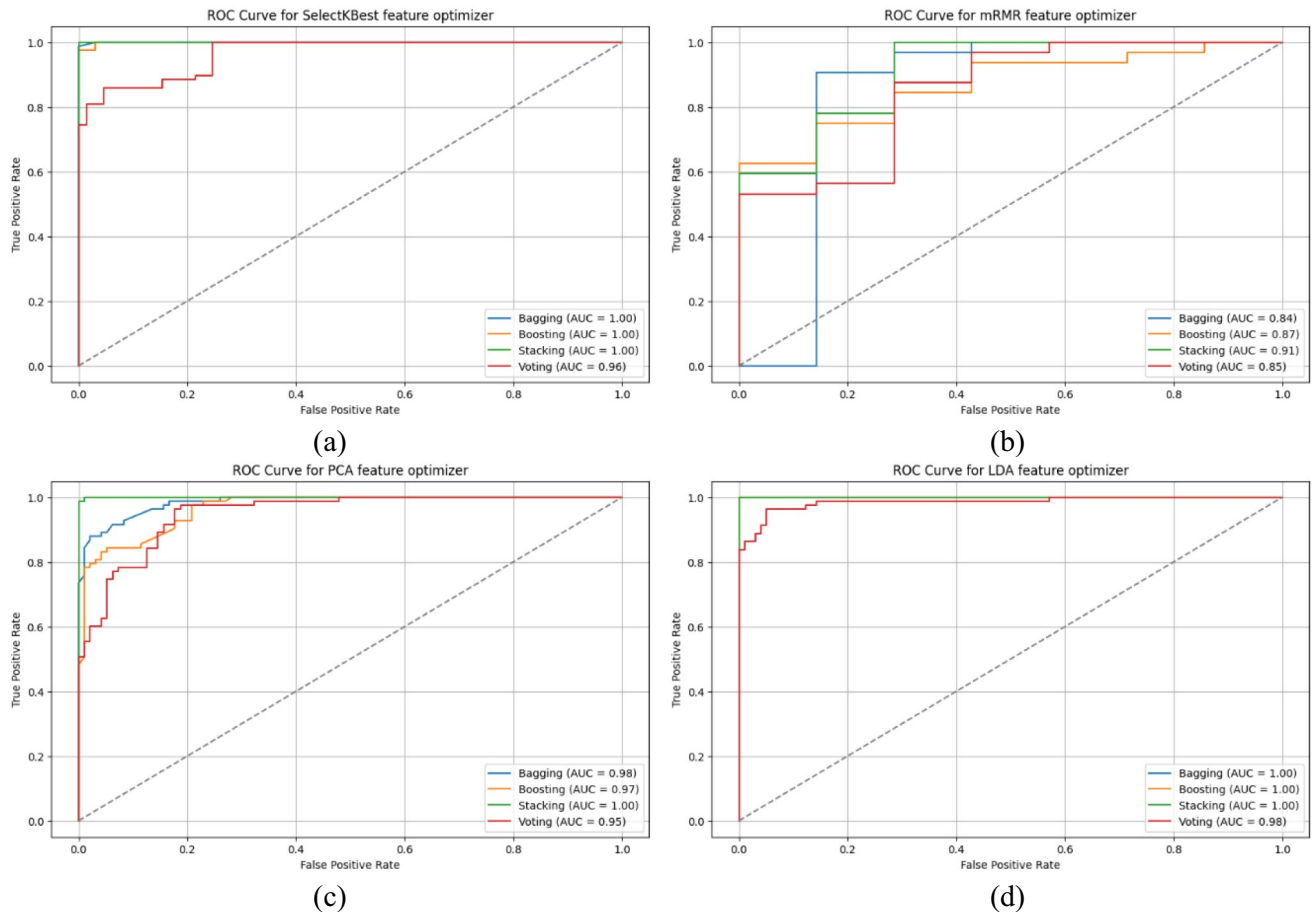 ROC Curve for SelectKBest feature optimizer
1.0
0.8
0.6
0.4
0.2
0.0
True Positive Rate
0.0 0.2 0.4 0.6 0.8 1.0
False Positive Rate
Bagging (AUC = 1.00)
Boosting (AUC = 1.00)
Stacking (AUC = 1.00)
Voting (AUC = 0.96)
(a)
ROC Curve for mRMR feature optimizer
1.0
0.8
0.6
0.4
0.2
0.0
True Positive Rate
0.0 0.2 0.4 0.6 0.8 1.0
False Positive Rate
Bagging (AUC = 0.84)
Boosting (AUC = 0.87)
Stacking (AUC = 0.91)
Voting (AUC = 0.85)
(b)
ROC Curve for PCA feature optimizer
1.0
0.8
0.6
0.4
0.2
0.0
True Positive Rate
0.0 0.2 0.4 0.6 0.8 1.0
False Positive Rate
Bagging (AUC = 0.98)
Boosting (AUC = 0.97)
Stacking (AUC = 1.00)
Voting (AUC = 0.95)
(c)
ROC Curve for LDA feature optimizer
1.0
0.8
0.6
0.4
0.2
0.0
True Positive Rate
0.0 0.2 0.4 0.6 0.8 1.0
False Positive Rate
Bagging (AUC = 1.00)
Boosting (AUC = 1.00)
Stacking (AUC = 1.00)
Voting (AUC = 0.98)
(d)